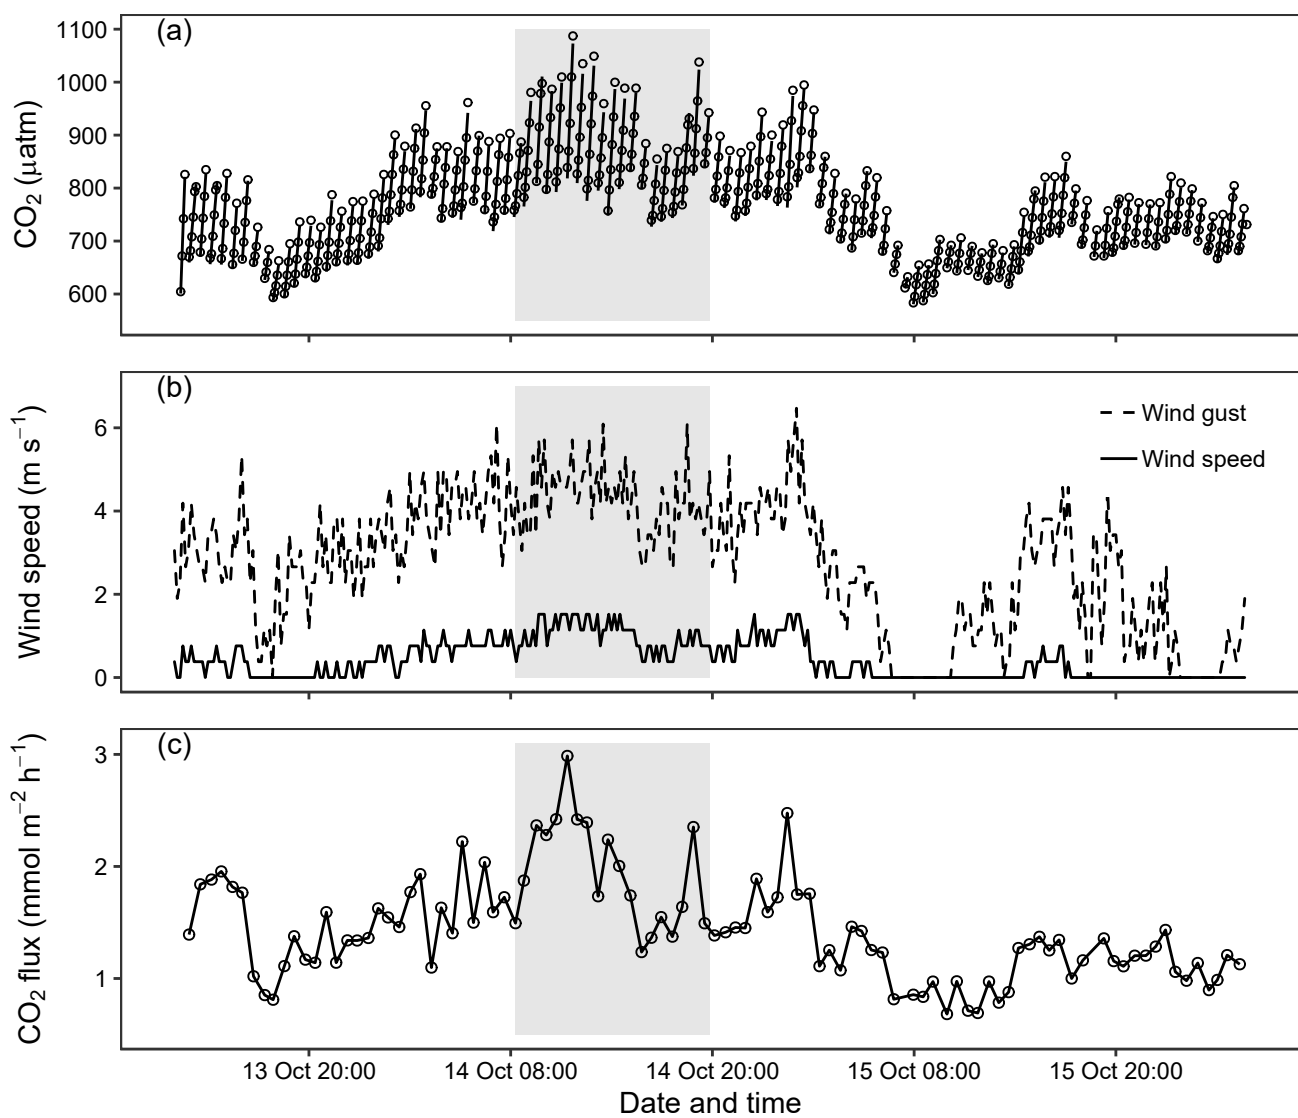 (a)
1100
1000
900
800
700
600
CO₂ (μatm)
(b)
6
4
2
0
Wind speed (m s⁻¹)
Wind gust
Wind speed
(c)
3
2
1
CO₂ flux (mmol m⁻² h⁻¹)
13 Oct 20:00 14 Oct 08:00 14 Oct 20:00 15 Oct 08:00 15 Oct 20:00
Date and time